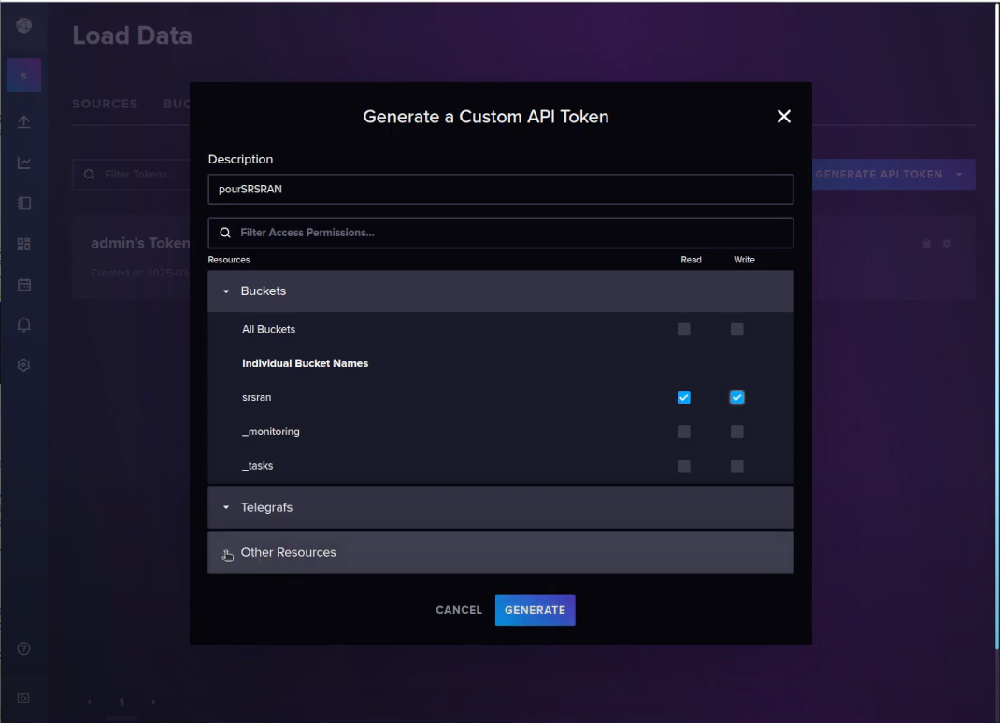 Load Data
S
SOURCES BUC
Generate a Custom API Token
Description
pourSRSRAN
Filter Tokens...
GENERATE API TOKEN
Filter Access Permissions...
Resources Read Write
admin's Token
Created at: 2025-03
Buckets
All Buckets
Individual Bucket Names
srsran
_monitoring
_tasks
Telegrafs
Other Resources
CANCEL GENERATE
1